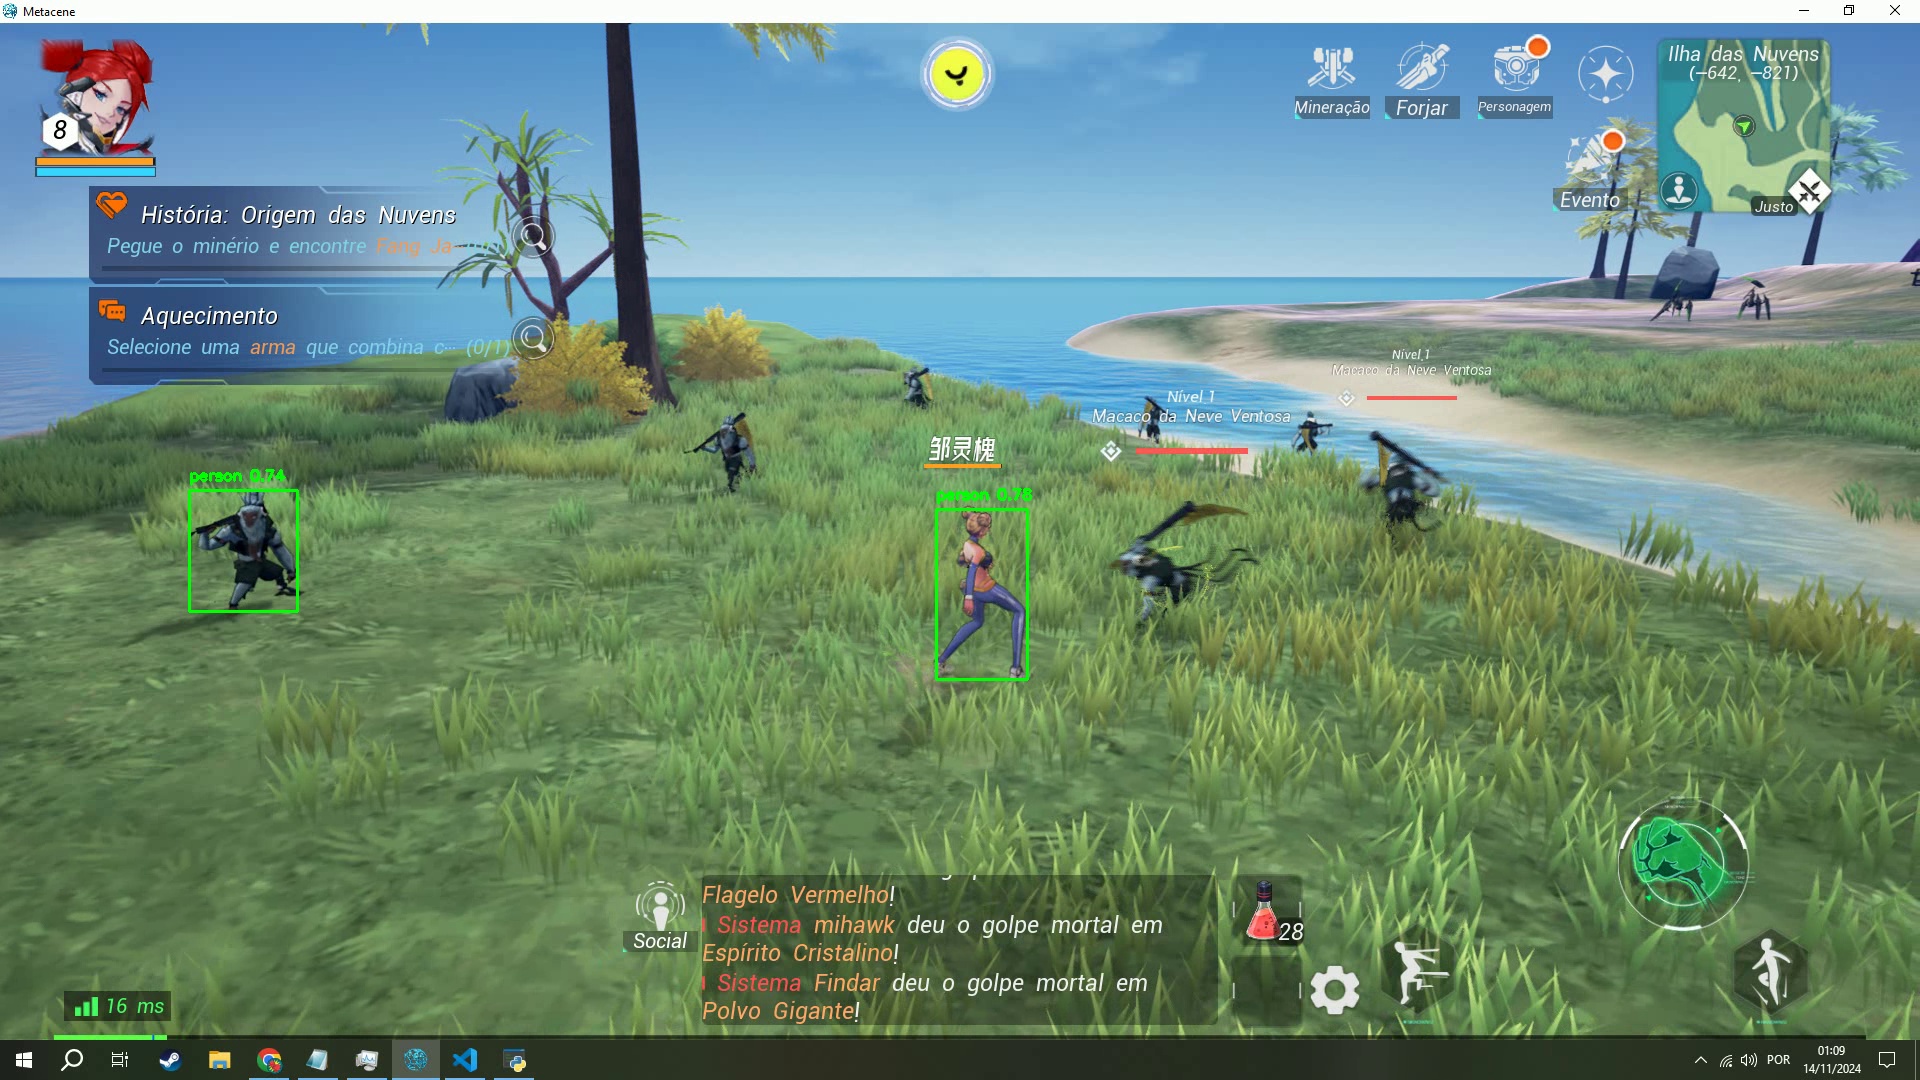 Metacene
8
História: Origem das Nuvens
Pegue o minério e encontre Fang Ja
Aquecimento
Selecione uma arma que combina c… (0/1)
Mineração
Forjar
Personagem
Evento
Ilha das Nuvens
(-642, -821)
Justo
Nível 1
Macaco da Neve Ventosa
Nível 1
Macaco da Neve Ventosa
邹灵槐
person 0.74
person 0.78
Social
Flagelo Vermelho!
Sistema mihawk deu o golpe mortal em
Espírito Cristalino!
Sistema Findar deu o golpe mortal em
Polvo Gigante!
28
16 ms
POR
01:09
14/11/2024